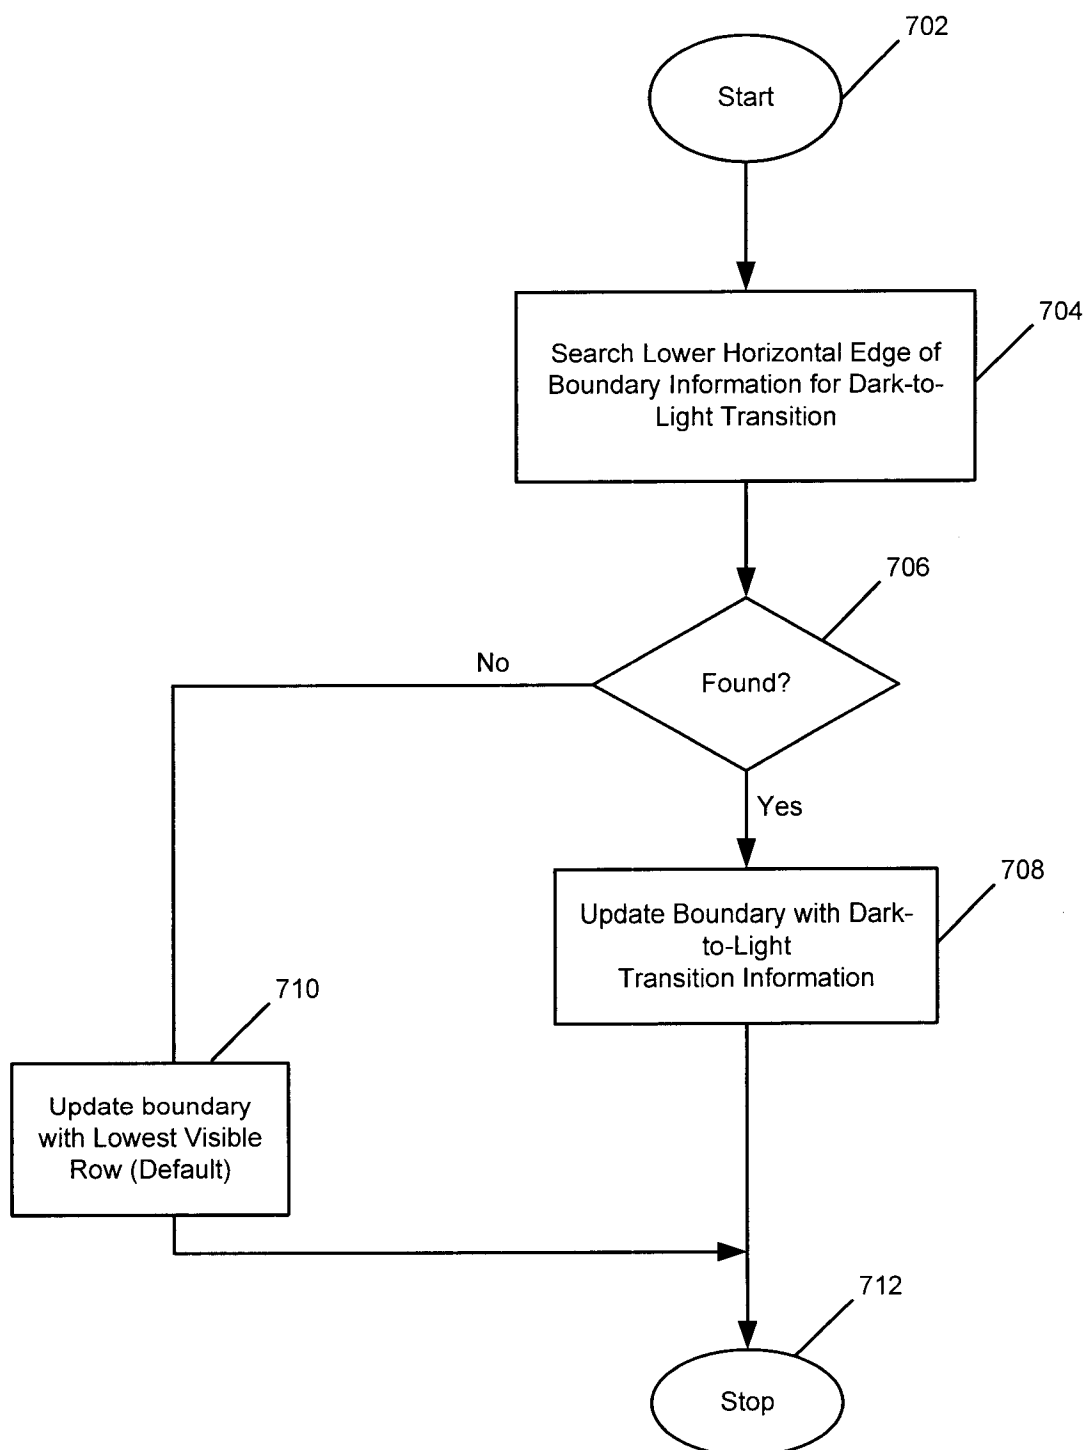 702
Start
704
Search Lower Horizontal Edge of
Boundary Information for Dark-to-
Light Transition
706
No
Found?
Yes
708
Update Boundary with Dark-
to-Light
Transition Information
710
Update boundary
with Lowest Visible
Row (Default)
712
Stop